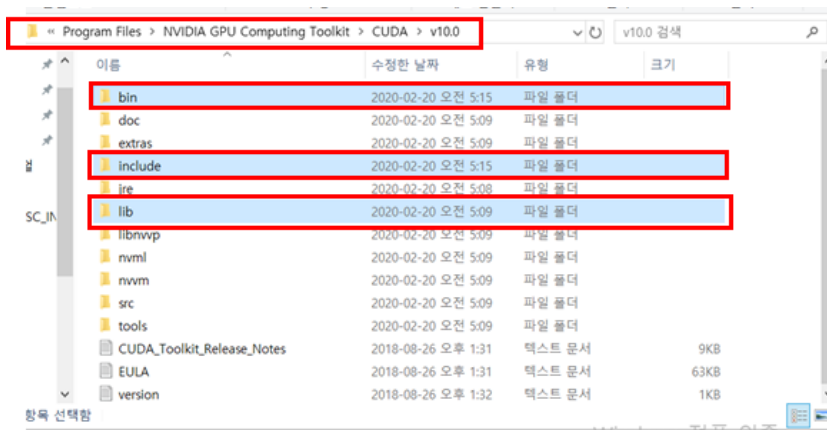 « Program Files > NVIDIA GPU Computing Toolkit > CUDA > v10.0 v10.0 검색
이름 수정한 날짜 유형 크기
bin 2020-02-20 오전 5:15 파일 폴더
doc 2020-02-20 오전 5:09 파일 폴더
extras 2020-02-20 오전 5:09 파일 폴더
include 2020-02-20 오전 5:15 파일 폴더
jre 2020-02-20 오전 5:08 파일 폴더
lib 2020-02-20 오전 5:09 파일 폴더
SC_IN
libnvvp 2020-02-20 오전 5:09 파일 폴더
nvml 2020-02-20 오전 5:09 파일 폴더
nvvm 2020-02-20 오전 5:09 파일 폴더
src 2020-02-20 오전 5:09 파일 폴더
tools 2020-02-20 오전 5:09 파일 폴더
CUDA_Toolkit_Release_Notes 2018-08-26 오후 1:31 텍스트 문서 9KB
EULA 2018-08-26 오후 1:31 텍스트 문서 63KB
version 2018-08-26 오후 1:32 텍스트 문서 1KB
항목 선택함